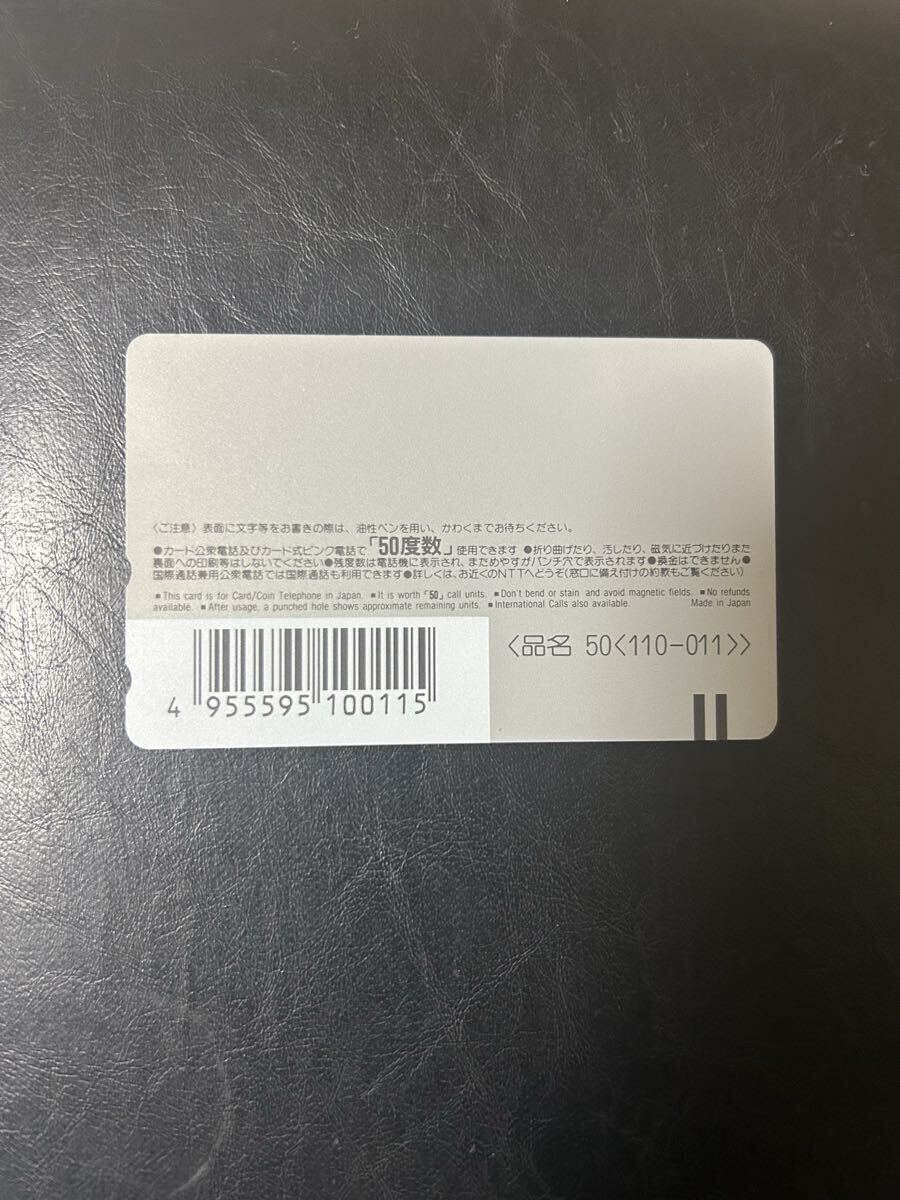 〈ご注意〉表面に文字等をお書きの際は、油性ペンを用い、かわくまでお待ちください。
●カード公衆電話及びカード式ピンク電話で「50度数」使用できます ●折り曲げたり、汚したり、磁気に近づけたりまた
裏面への印刷等はしないでください●残度数は電話機に表示され、まためやすがパンチ穴で表示されます●換金はできません●
国際通話兼用公衆電話では国際通話も利用できます●詳しくは、お近くのNTTへどうぞ(窓口に備え付けの約款もご覧ください)
■This card is for Card/Coin Telephone in Japan. ■It is worth「50」call units. ■Don't bend or stain and avoid magnetic fields. ■No refunds
available. ■After usage, a punched hole shows approximate remaining units. ■International Calls also available. Made in Japan
〈品名 50〈110-011〉〉
4 955595 100115